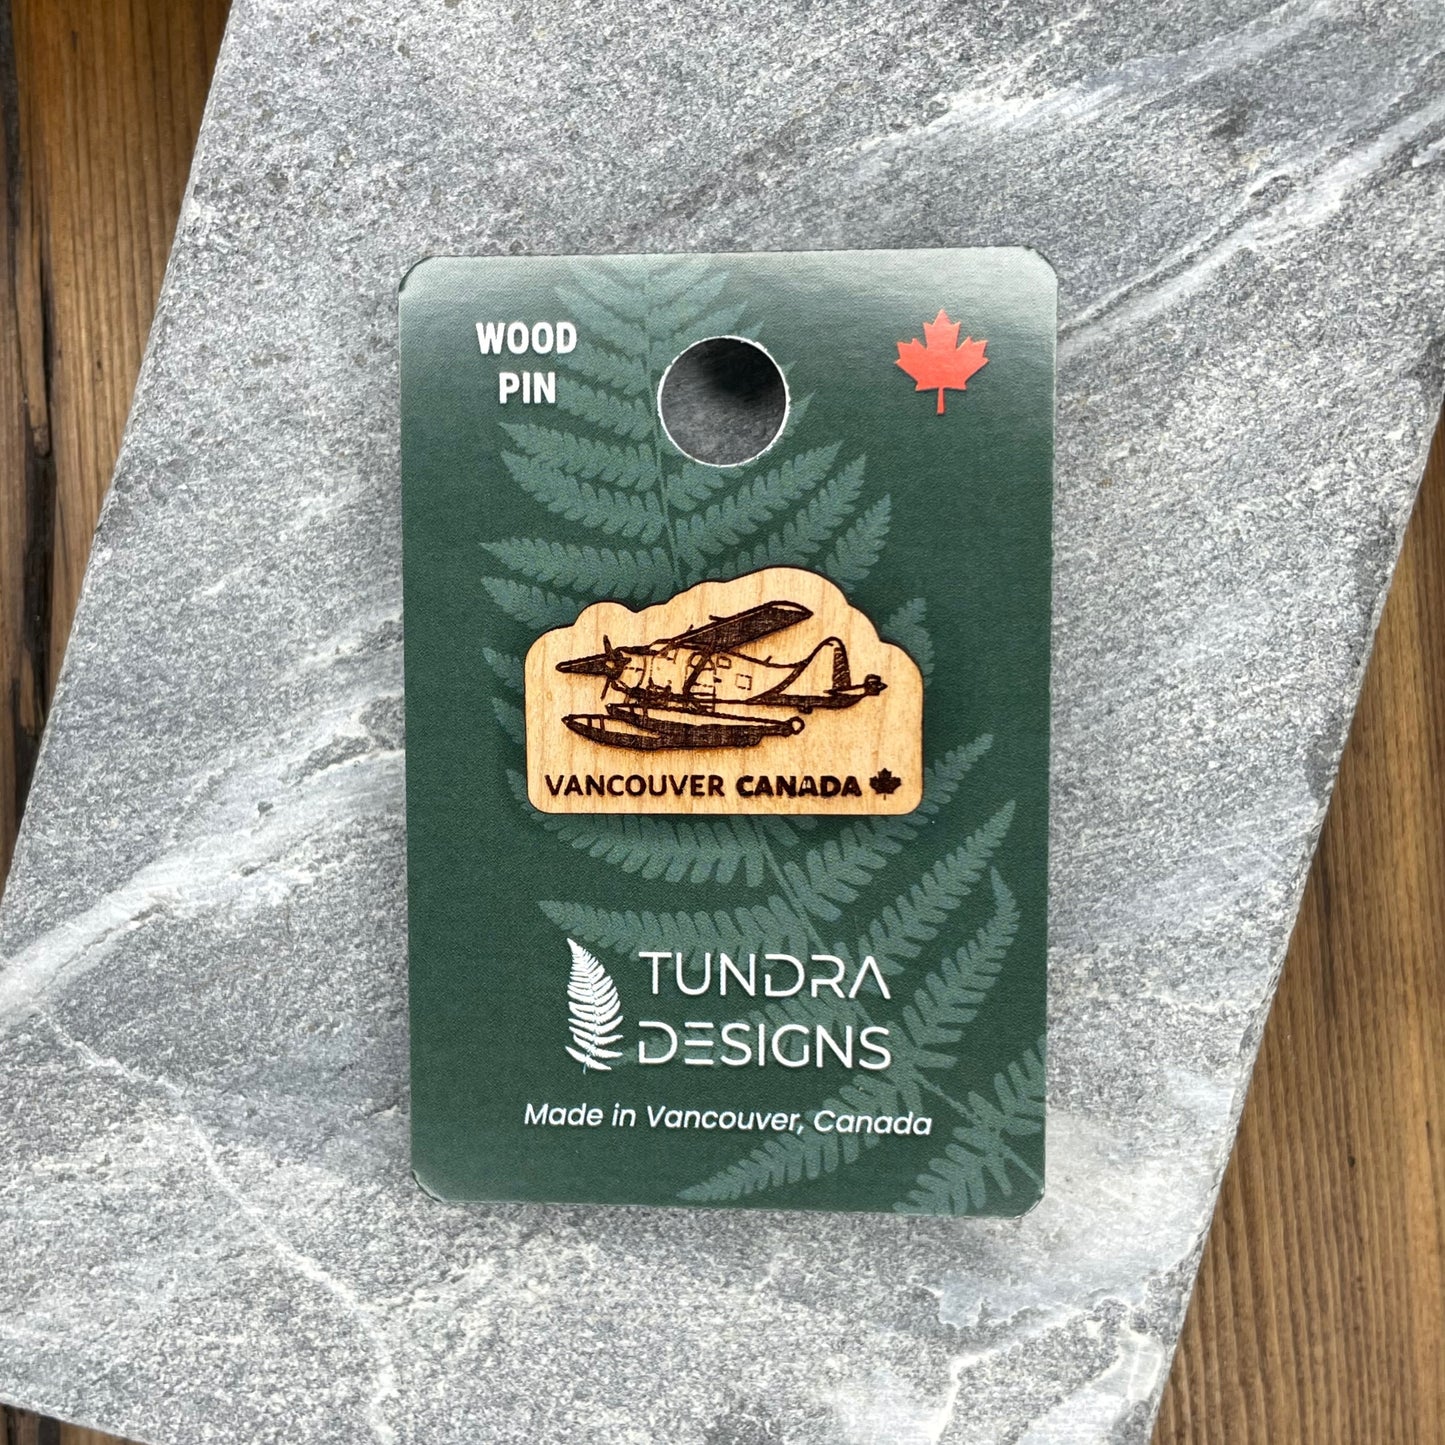 WOOD
PIN
VANCOUVER CANADA
TUNDRA
DESIGNS
Made in Vancouver, Canada